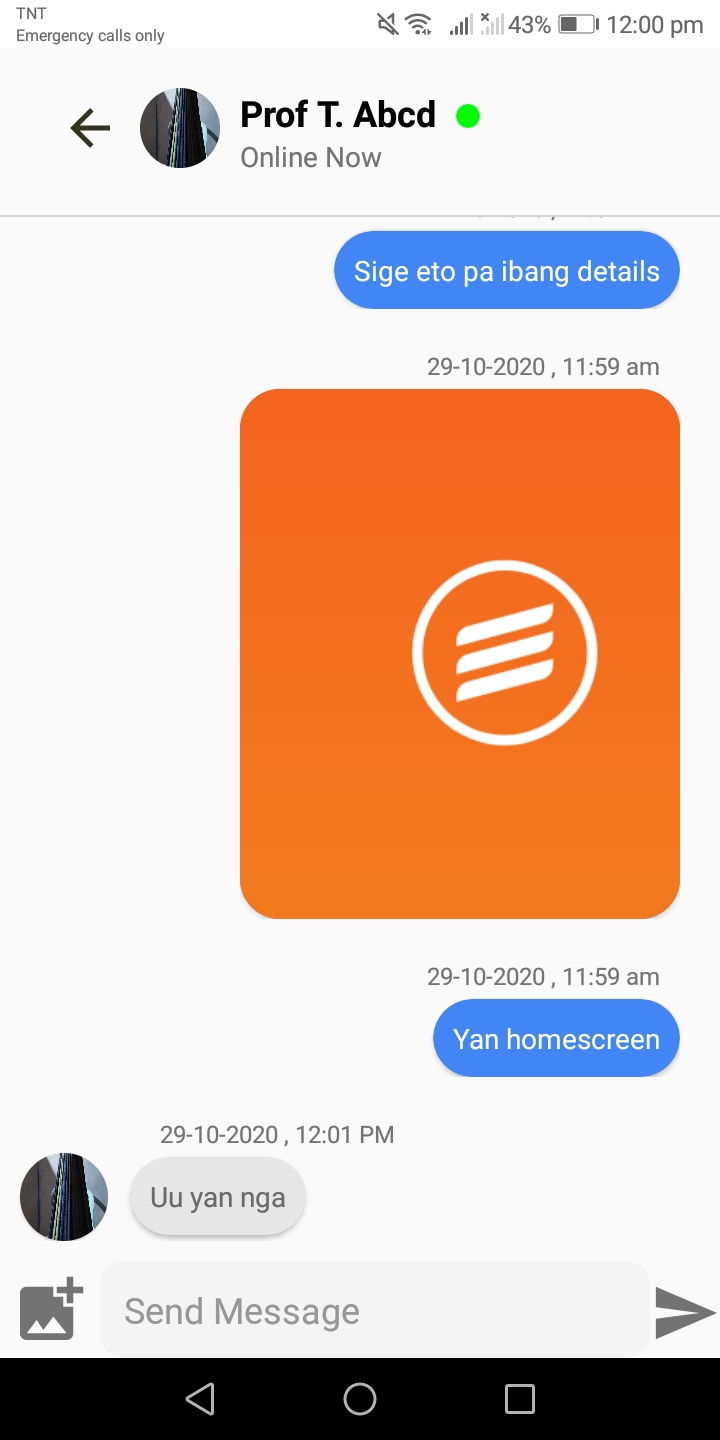 TNT
Emergency calls only
43%
12:00 pm
Prof T. Abcd
Online Now
Sige eto pa ibang details
29-10-2020 , 11:59 am
29-10-2020 , 11:59 am
Yan homescreen
29-10-2020 , 12:01 PM
Uu yan nga
Send Message